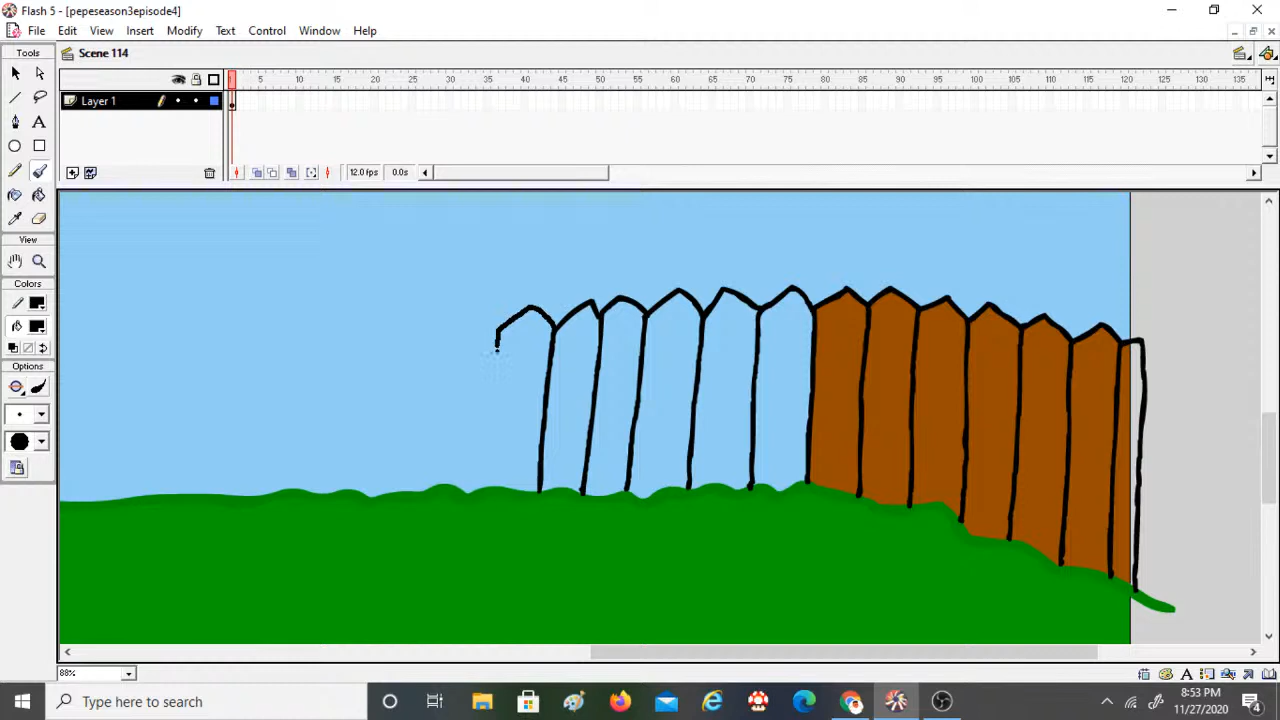 Flash 5 - [pepeseason3episode4]
File Edit View Insert Modify Text Control Window Help
Tools
Scene 114
5 10 15 20 25 30 35 40 45 50 55 60 65 70 75 80 85 90 95 100 105 110 115 120 125 130 135
Layer 1
12.0 fps 0.0s
View
Colors
Options
88%
Type here to search
8:53 PM
11/27/2020
4